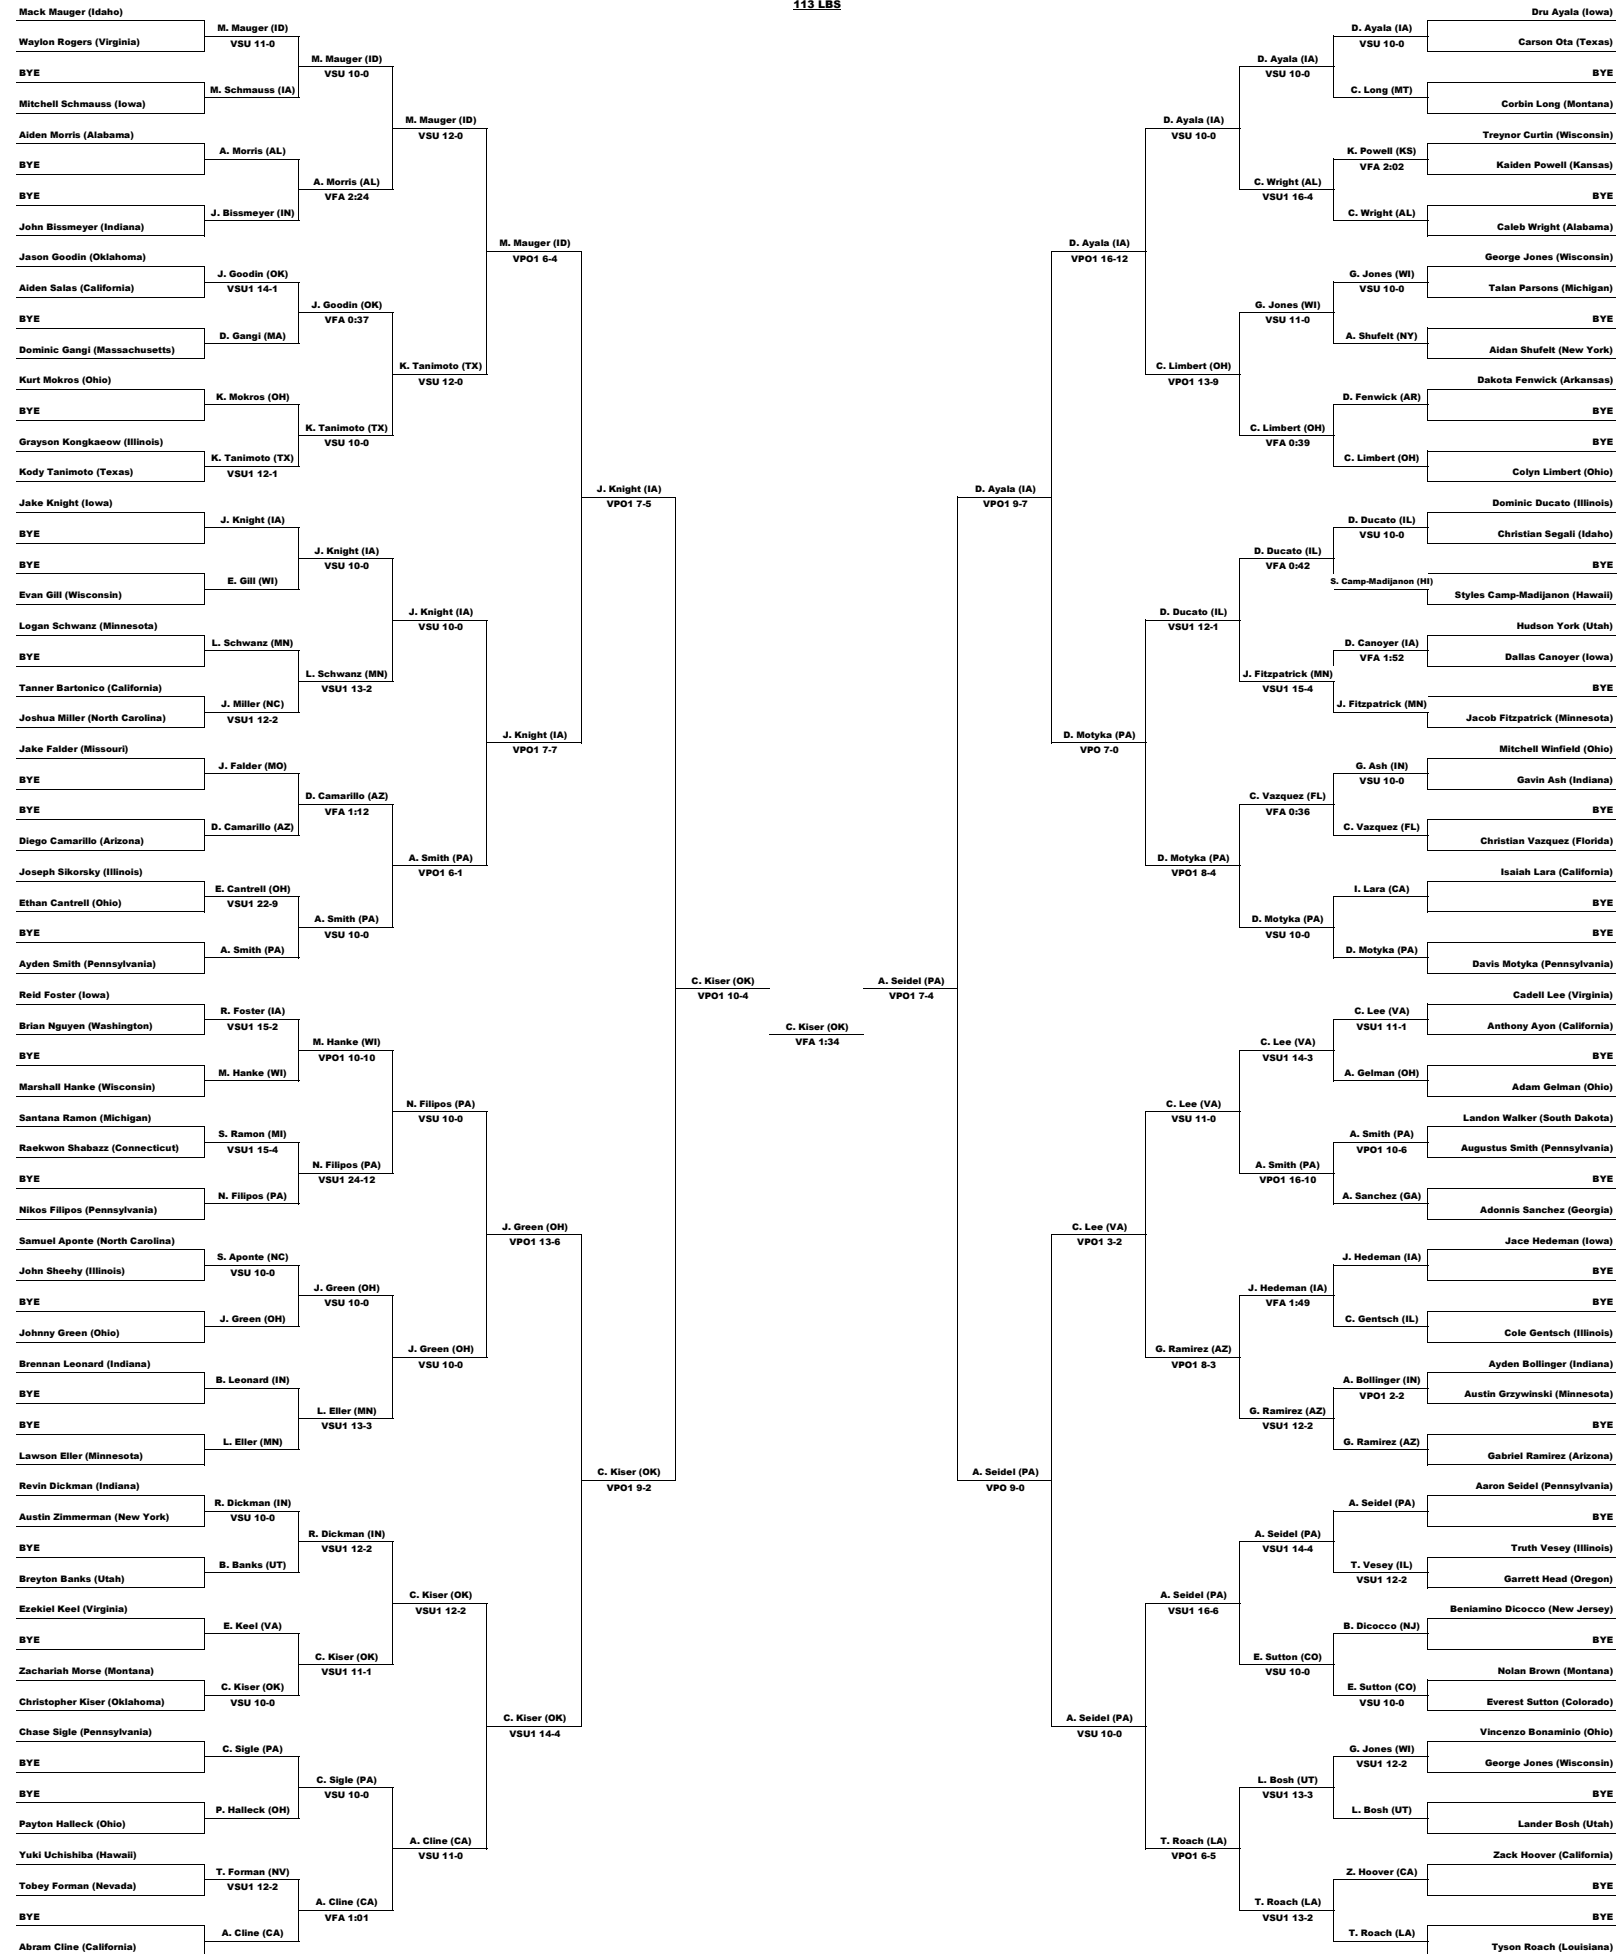 113 LBS
Mack Mauger (Idaho)
Waylon Rogers (Virginia)
BYE
Mitchell Schmauss (Iowa)
Aiden Morris (Alabama)
BYE
BYE
John Bissmeyer (Indiana)
Jason Goodin (Oklahoma)
Aiden Salas (California)
BYE
Dominic Gangi (Massachusetts)
Kurt Mokros (Ohio)
BYE
Grayson Kongkaeow (Illinois)
Kody Tanimoto (Texas)
Jake Knight (Iowa)
BYE
BYE
Evan Gill (Wisconsin)
Logan Schwanz (Minnesota)
BYE
Tanner Bartonico (California)
Joshua Miller (North Carolina)
Jake Falder (Missouri)
BYE
BYE
Diego Camarillo (Arizona)
Joseph Sikorsky (Illinois)
Ethan Cantrell (Ohio)
BYE
Ayden Smith (Pennsylvania)
Reid Foster (Iowa)
Brian Nguyen (Washington)
BYE
Marshall Hanke (Wisconsin)
Santana Ramon (Michigan)
Raekwon Shabazz (Connecticut)
BYE
Nikos Filipos (Pennsylvania)
Samuel Aponte (North Carolina)
John Sheehy (Illinois)
BYE
Johnny Green (Ohio)
Brennan Leonard (Indiana)
BYE
BYE
Lawson Eller (Minnesota)
Revin Dickman (Indiana)
Austin Zimmerman (New York)
BYE
Breyton Banks (Utah)
Ezekiel Keel (Virginia)
BYE
Zachariah Morse (Montana)
Christopher Kiser (Oklahoma)
Chase Sigle (Pennsylvania)
BYE
BYE
Payton Halleck (Ohio)
Yuki Uchishiba (Hawaii)
Tobey Forman (Nevada)
BYE
Abram Cline (California)
M. Mauger (ID)
VSU 11-0
M. Schmauss (IA)
A. Morris (AL)
J. Bissmeyer (IN)
J. Goodin (OK)
VSU1 14-1
D. Gangi (MA)
K. Mokros (OH)
K. Tanimoto (TX)
VSU1 12-1
J. Knight (IA)
E. Gill (WI)
L. Schwanz (MN)
J. Miller (NC)
VSU1 12-2
J. Falder (MO)
D. Camarillo (AZ)
E. Cantrell (OH)
VSU1 22-9
A. Smith (PA)
R. Foster (IA)
VSU1 15-2
M. Hanke (WI)
S. Ramon (MI)
VSU1 15-4
N. Filipos (PA)
S. Aponte (NC)
VSU 10-0
J. Green (OH)
B. Leonard (IN)
L. Eller (MN)
R. Dickman (IN)
VSU 10-0
B. Banks (UT)
E. Keel (VA)
C. Kiser (OK)
VSU 10-0
C. Sigle (PA)
P. Halleck (OH)
T. Forman (NV)
VSU1 12-2
A. Cline (CA)
M. Mauger (ID)
VSU 10-0
A. Morris (AL)
VFA 2:24
J. Goodin (OK)
VFA 0:37
K. Tanimoto (TX)
VSU 10-0
J. Knight (IA)
VSU 10-0
L. Schwanz (MN)
VSU1 13-2
D. Camarillo (AZ)
VFA 1:12
A. Smith (PA)
VSU 10-0
M. Hanke (WI)
VPO1 10-10
N. Filipos (PA)
VSU1 24-12
J. Green (OH)
VSU 10-0
L. Eller (MN)
VSU1 13-3
R. Dickman (IN)
VSU1 12-2
C. Kiser (OK)
VSU1 11-1
C. Sigle (PA)
VSU 10-0
A. Cline (CA)
VFA 1:01
M. Mauger (ID)
VSU 12-0
K. Tanimoto (TX)
VSU 12-0
J. Knight (IA)
VSU 10-0
A. Smith (PA)
VPO1 6-1
N. Filipos (PA)
VSU 10-0
J. Green (OH)
VSU 10-0
C. Kiser (OK)
VSU1 12-2
A. Cline (CA)
VSU 11-0
M. Mauger (ID)
VPO1 6-4
J. Knight (IA)
VPO1 7-7
J. Green (OH)
VPO1 13-6
C. Kiser (OK)
VSU1 14-4
J. Knight (IA)
VPO1 7-5
C. Kiser (OK)
VPO1 9-2
C. Kiser (OK)
VPO1 10-4
C. Kiser (OK)
VFA 1:34
A. Seidel (PA)
VPO1 7-4
D. Ayala (IA)
VPO1 9-7
A. Seidel (PA)
VPO 9-0
D. Ayala (IA)
VPO1 16-12
D. Motyka (PA)
VPO 7-0
C. Lee (VA)
VPO1 3-2
A. Seidel (PA)
VSU 10-0
D. Ayala (IA)
VSU 10-0
C. Limbert (OH)
VPO1 13-9
D. Ducato (IL)
VSU1 12-1
D. Motyka (PA)
VPO1 8-4
C. Lee (VA)
VSU 11-0
G. Ramirez (AZ)
VPO1 8-3
A. Seidel (PA)
VSU1 16-6
T. Roach (LA)
VPO1 6-5
D. Ayala (IA)
VSU 10-0
C. Wright (AL)
VSU1 16-4
G. Jones (WI)
VSU 11-0
C. Limbert (OH)
VFA 0:39
D. Ducato (IL)
VFA 0:42
J. Fitzpatrick (MN)
VSU1 15-4
C. Vazquez (FL)
VFA 0:36
D. Motyka (PA)
VSU 10-0
C. Lee (VA)
VSU1 14-3
A. Smith (PA)
VPO1 16-10
J. Hedeman (IA)
VFA 1:49
G. Ramirez (AZ)
VSU1 12-2
A. Seidel (PA)
VSU1 14-4
E. Sutton (CO)
VSU 10-0
L. Bosh (UT)
VSU1 13-3
T. Roach (LA)
VSU1 13-2
D. Ayala (IA)
VSU 10-0
C. Long (MT)
K. Powell (KS)
VFA 2:02
C. Wright (AL)
G. Jones (WI)
VSU 10-0
A. Shufelt (NY)
D. Fenwick (AR)
C. Limbert (OH)
D. Ducato (IL)
VSU 10-0
S. Camp-Madijanon (HI)
D. Canoyer (IA)
VFA 1:52
J. Fitzpatrick (MN)
G. Ash (IN)
VSU 10-0
C. Vazquez (FL)
I. Lara (CA)
D. Motyka (PA)
C. Lee (VA)
VSU1 11-1
A. Gelman (OH)
A. Smith (PA)
VPO1 10-6
A. Sanchez (GA)
J. Hedeman (IA)
C. Gentsch (IL)
A. Bollinger (IN)
VPO1 2-2
G. Ramirez (AZ)
A. Seidel (PA)
T. Vesey (IL)
VSU1 12-2
B. Dicocco (NJ)
E. Sutton (CO)
VSU 10-0
G. Jones (WI)
VSU1 12-2
L. Bosh (UT)
Z. Hoover (CA)
T. Roach (LA)
Dru Ayala (Iowa)
Carson Ota (Texas)
BYE
Corbin Long (Montana)
Treynor Curtin (Wisconsin)
Kaiden Powell (Kansas)
BYE
Caleb Wright (Alabama)
George Jones (Wisconsin)
Talan Parsons (Michigan)
BYE
Aidan Shufelt (New York)
Dakota Fenwick (Arkansas)
BYE
BYE
Colyn Limbert (Ohio)
Dominic Ducato (Illinois)
Christian Segali (Idaho)
BYE
Styles Camp-Madijanon (Hawaii)
Hudson York (Utah)
Dallas Canoyer (Iowa)
BYE
Jacob Fitzpatrick (Minnesota)
Mitchell Winfield (Ohio)
Gavin Ash (Indiana)
BYE
Christian Vazquez (Florida)
Isaiah Lara (California)
BYE
BYE
Davis Motyka (Pennsylvania)
Cadell Lee (Virginia)
Anthony Ayon (California)
BYE
Adam Gelman (Ohio)
Landon Walker (South Dakota)
Augustus Smith (Pennsylvania)
BYE
Adonnis Sanchez (Georgia)
Jace Hedeman (Iowa)
BYE
BYE
Cole Gentsch (Illinois)
Ayden Bollinger (Indiana)
Austin Grzywinski (Minnesota)
BYE
Gabriel Ramirez (Arizona)
Aaron Seidel (Pennsylvania)
BYE
Truth Vesey (Illinois)
Garrett Head (Oregon)
Beniamino Dicocco (New Jersey)
BYE
Nolan Brown (Montana)
Everest Sutton (Colorado)
Vincenzo Bonaminio (Ohio)
George Jones (Wisconsin)
BYE
Lander Bosh (Utah)
Zack Hoover (California)
BYE
BYE
Tyson Roach (Louisiana)